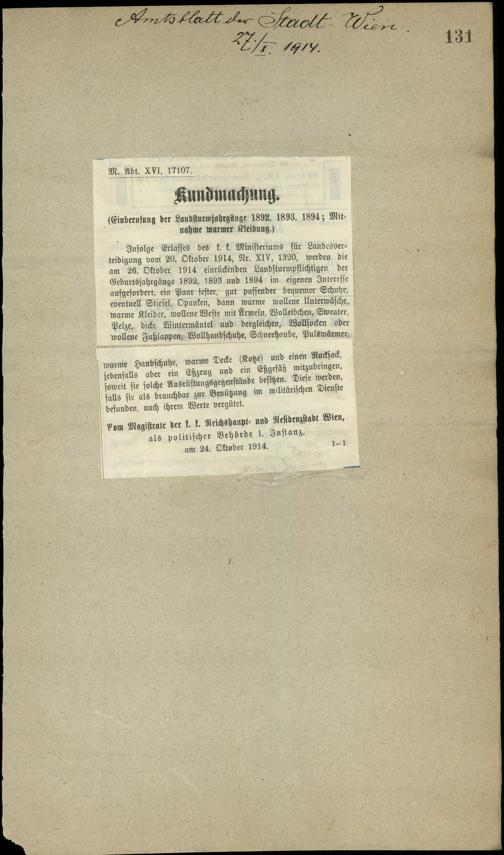 Amtsblatt der Stadt Wien.
27./X. 1914.
131
M. Abt. XVI, 17107.
Kundmachung.
(Einberufung der Landsturmjahrgänge 1892, 1893, 1894; Mit-
nahme warmer Kleidung.)
Infolge Erlasses des k. k. Ministeriums für Landesver-
teidigung vom 20. Oktober 1914, Nr. XIV, 1320, werden die
am 26. Oktober 1914 einrückenden Landsturmpflichtigen der
Geburtsjahrgänge 1892, 1893 und 1894 im eigenen Interesse
aufgefordert, ein Paar fester, gut passender bequemer Schuhe,
eventuell Stiefel, Opanken, dann warme wollene Unterwäsche,
warme Kleider, wollene Weste mit Ärmeln, Wolleibchen, Sweater,
Pelze, dicke Wintermäntel und dergleichen, Wollsocken oder
wollene Fußlappen, Wollhandschuhe, Schneehaube, Pulswärmer,
warme Handschuhe, warme Decke (Kotze) und einen Rucksack,
jedenfalls aber ein Eßzeug und ein Eßgefäß mitzubringen,
soweit sie solche Ausrüstungsgegenstände besitzen. Diese werden,
falls sie als brauchbar zur Benützung im militärischen Dienste
befunden, nach ihrem Werte vergütet.
Vom Magistrate der k. k. Reichshaupt- und Residenzstadt Wien,
als politischer Behörde I. Instanz,
am 24. Oktober 1914.
1—1